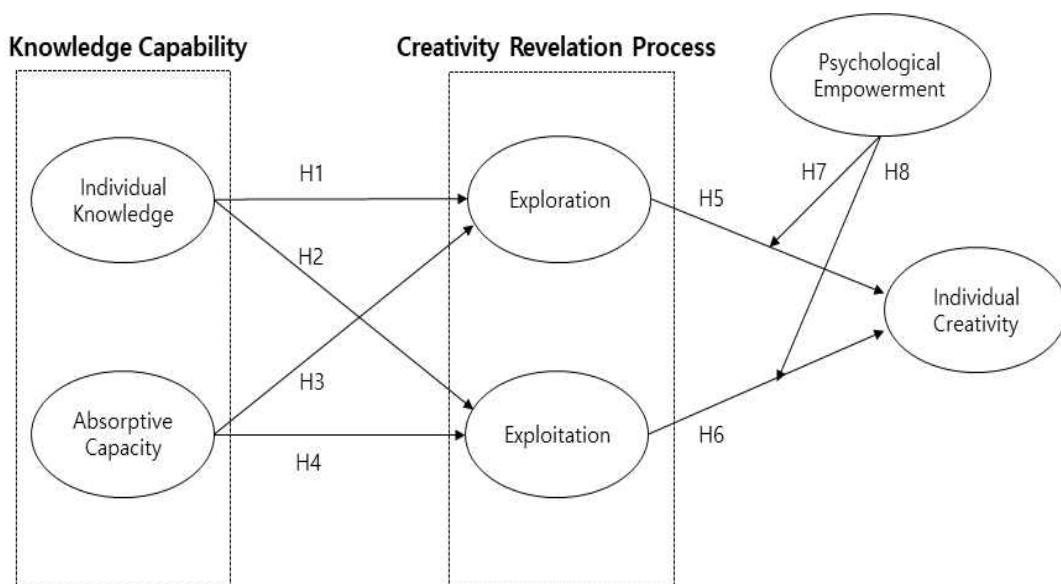 Knowledge Capability
Creativity Revelation Process
Psychological
Empowerment
Individual
Knowledge
H1
H2
Exploration
H5
H7
H8
Individual
Creativity
Absorptive
Capacity
H3
H4
Exploitation
H6